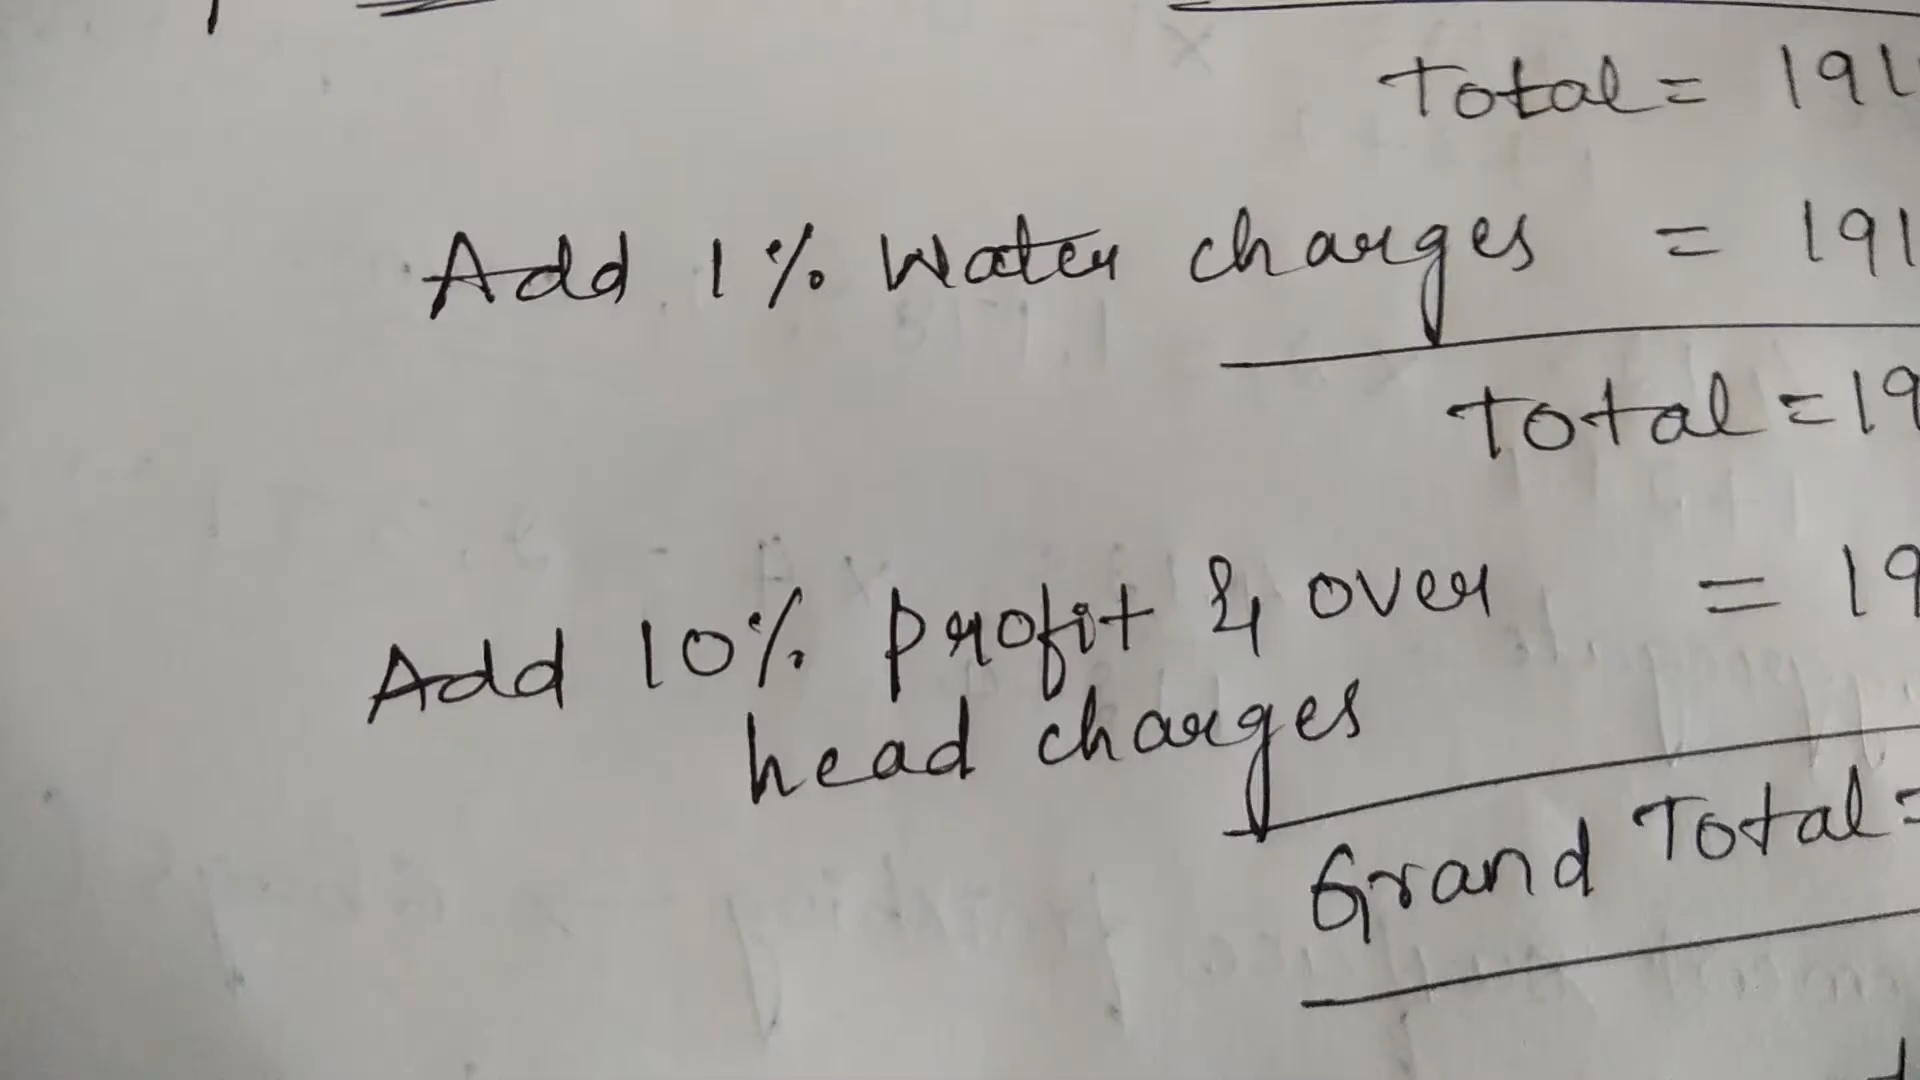 Total = 191
Add 1% Water charges = 191
Total = 19
Add 10% profit & over = 19
head charges
Grand Total =